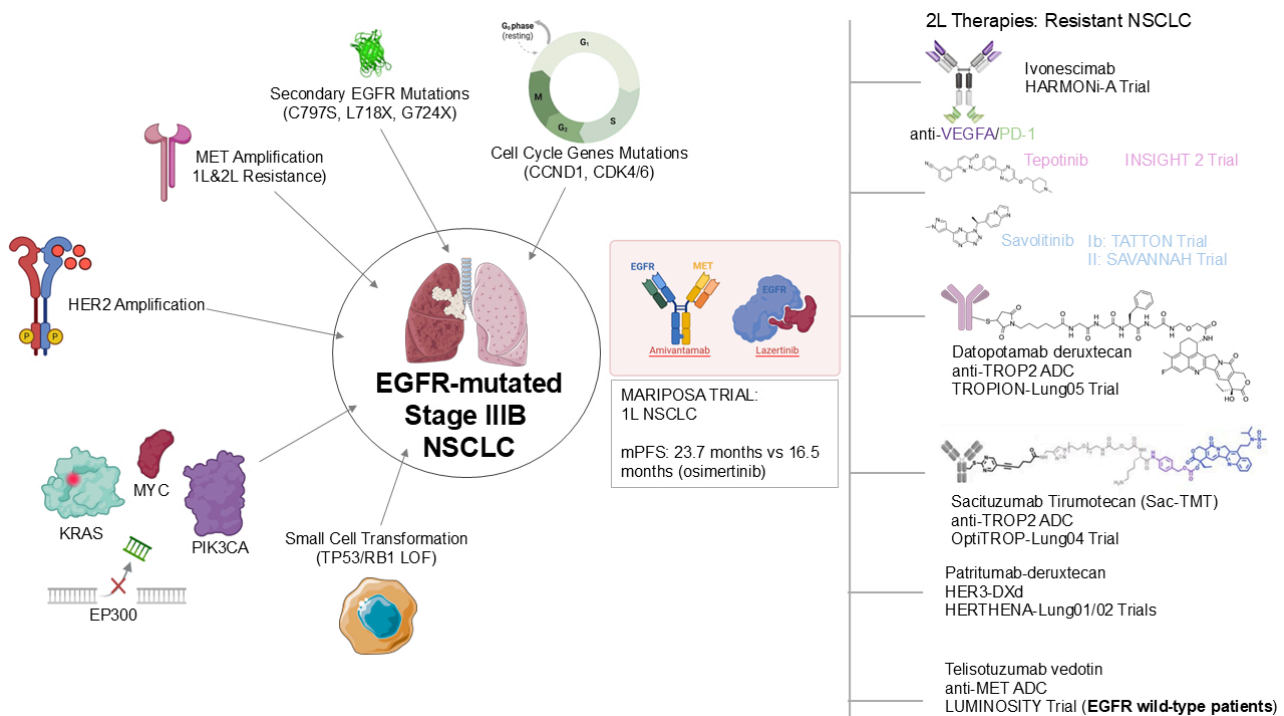 G₀ phase
(resting)
G₁
S
G₂
M
Secondary EGFR Mutations
(C797S, L718X, G724X)
Cell Cycle Genes Mutations
(CCND1, CDK4/6)
MET Amplification
1L&2L Resistance)
HER2 Amplification
P
P
KRAS
MYC
PIK3CA
EP300
Small Cell Transformation
(TP53/RB1 LOF)
EGFR-mutated
Stage IIIB
NSCLC
EGFR
MET
EGFR
Amivantamab
Lazertinib
MARIPOSA TRIAL:
1L NSCLC
mPFS: 23.7 months vs 16.5
months (osimertinib)
2L Therapies: Resistant NSCLC
Ivonescimab
HARMONi-A Trial
anti-VEGFA/PD-1
Tepotinib INSIGHT 2 Trial
Savolitinib Ib: TATTON Trial
II: SAVANNAH Trial
Datopotamab deruxtecan
anti-TROP2 ADC
TROPION-Lung05 Trial
Sacituzumab Tirumotecan (Sac-TMT)
anti-TROP2 ADC
OptiTROP-Lung04 Trial
Patritumab-deruxtecan
HER3-DXd
HERTHENA-Lung01/02 Trials
Telisotuzumab vedotin
anti-MET ADC
LUMINOSITY Trial (EGFR wild-type patients)